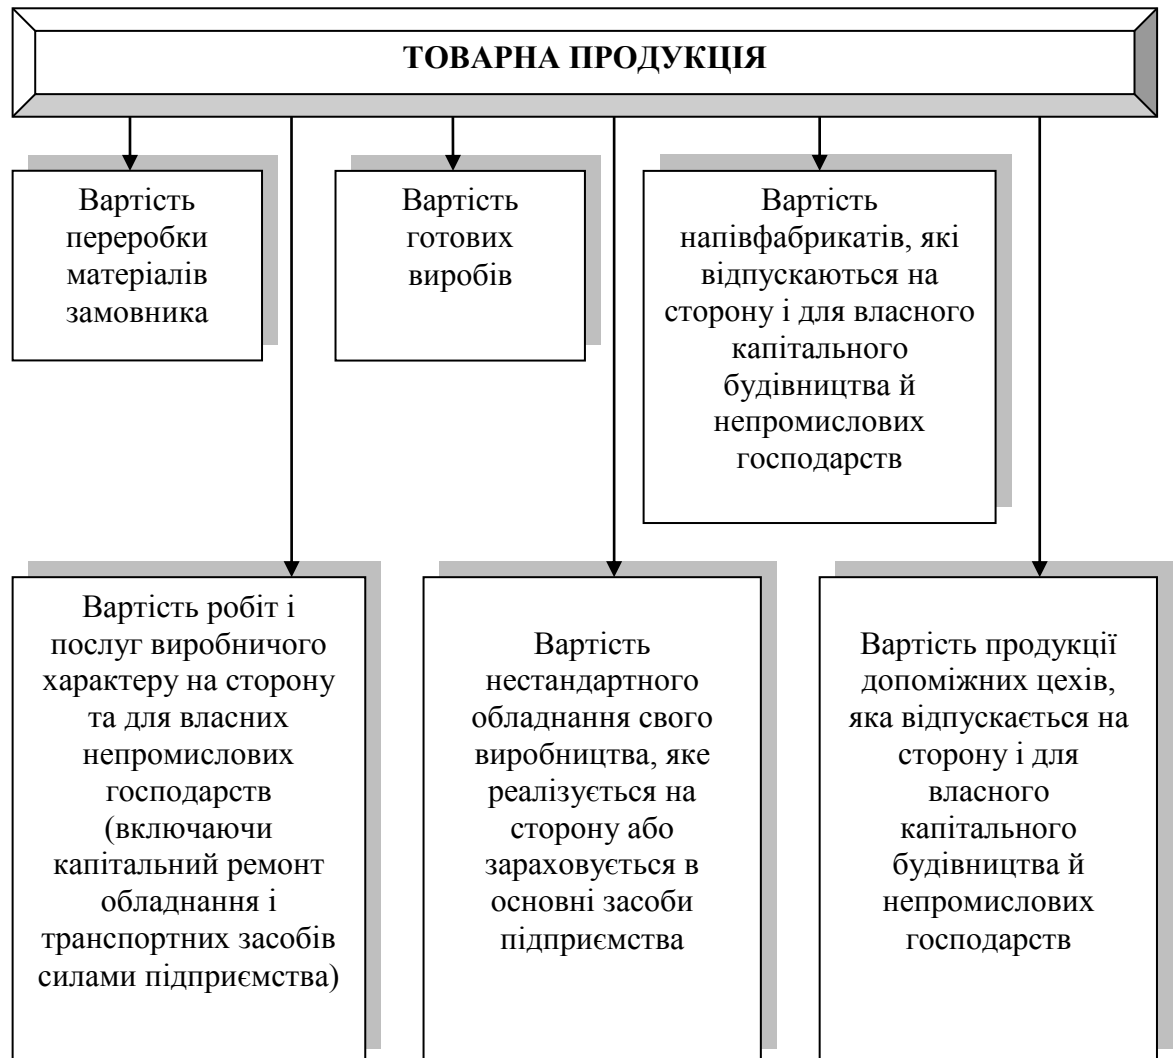 ТОВАРНА ПРОДУКЦІЯ
Вартість
переробки
матеріалів
замовника
Вартість
готових
виробів
Вартість
напівфабрикатів, які
відпускаються на
сторону і для власного
капітального
будівництва й
непромислових
господарств
Вартість робіт і
послуг виробничого
характеру на сторону
та для власних
непромислових
господарств
(включаючи
капітальний ремонт
обладнання і
транспортних засобів
силами підприємства)
Вартість
нестандартного
обладнання свого
виробництва, яке
реалізується на
сторону або
зараховується в
основні засоби
підприємства
Вартість продукції
допоміжних цехів,
яка відпускається на
сторону і для
власного
капітального
будівництва й
непромислових
господарств